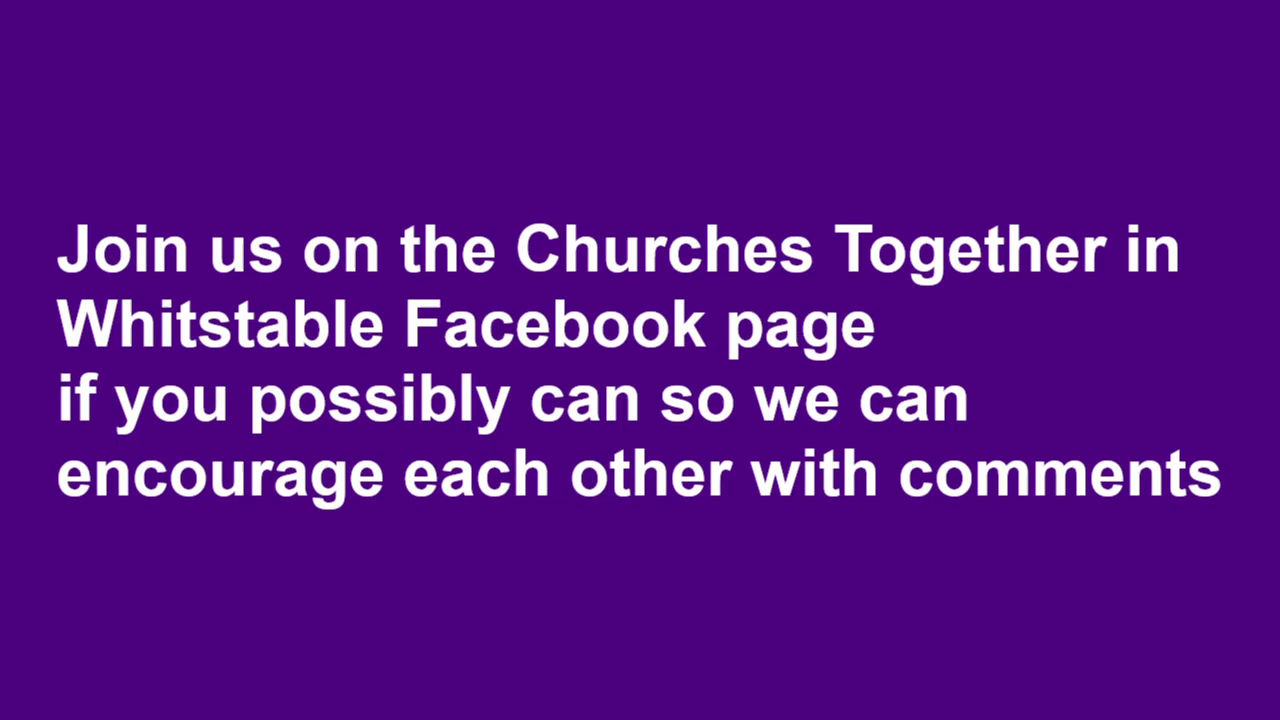 Join us on the Churches Together in
Whitstable Facebook page
if you possibly can so we can
encourage each other with comments